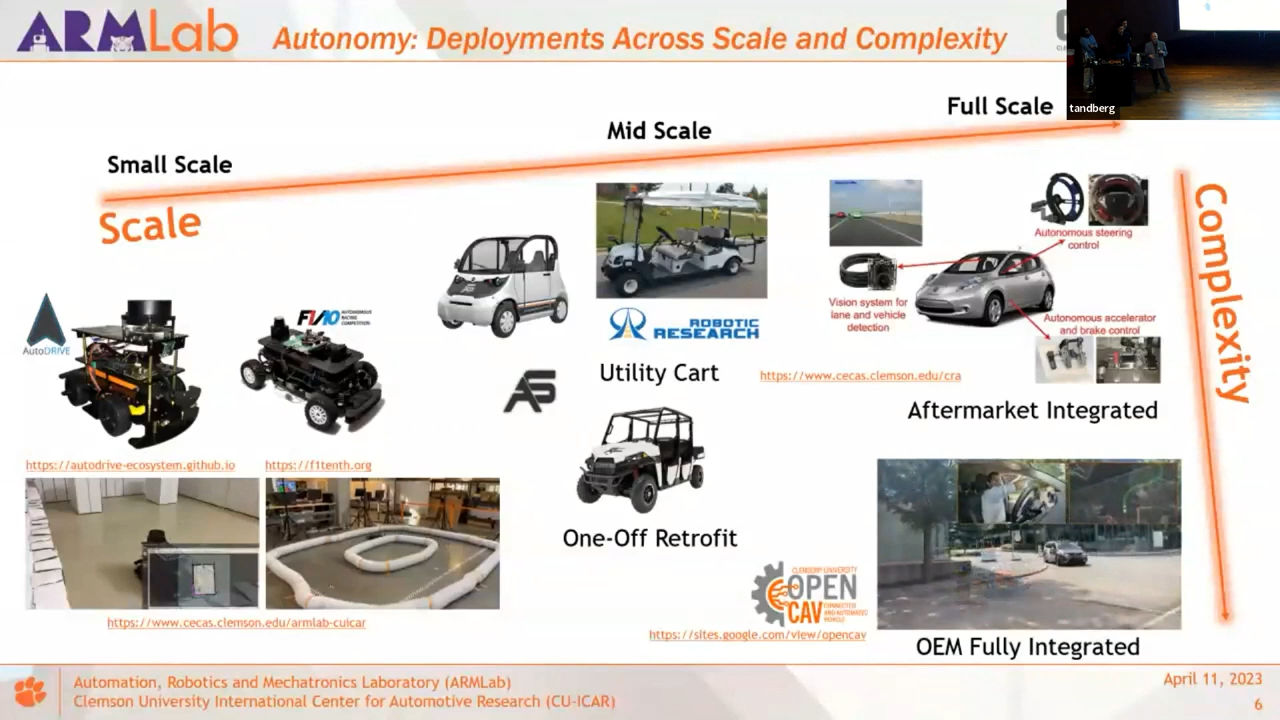 ARMLab
Autonomy: Deployments Across Scale and Complexity
tandberg
Small Scale
Mid Scale
Full Scale
Scale
Complexity
AutoDRIVE
F1/10 AUTONOMOUS
RACING
COMPETITION
https://autodrive-ecosystem.github.io
https://f1tenth.org
https://www.cecas.clemson.edu/armlab-cuicar
ROBOTIC
RESEARCH
Utility Cart
One-Off Retrofit
Autonomous steering
control
Vision system for
lane and vehicle
detection
Autonomous accelerator
and brake control
https://www.cecas.clemson.edu/cra
Aftermarket Integrated
CLEMSON UNIVERSITY
OPEN
CAV
CONNECTED
AND AUTOMATED
VEHICLE
https://sites.google.com/view/opencav
OEM Fully Integrated
Automation, Robotics and Mechatronics Laboratory (ARMLab)
Clemson University International Center for Automotive Research (CU-ICAR)
April 11, 2023
6